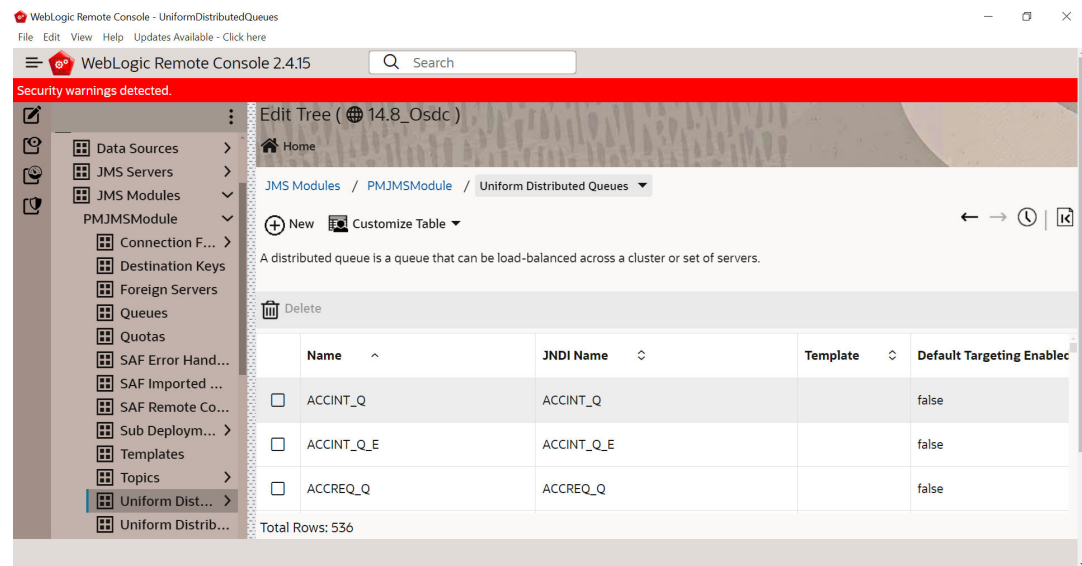 WebLogic Remote Console - UniformDistributedQueues
File Edit View Help Updates Available - Click here
WebLogic Remote Console 2.4.15
Search
Security warnings detected.
Data Sources
JMS Servers
JMS Modules
PMJMSModule
Connection F...
Destination Keys
Foreign Servers
Queues
Quotas
SAF Error Hand...
SAF Imported ...
SAF Remote Co...
Sub Deploym...
Templates
Topics
Uniform Dist...
Uniform Distrib...
Edit Tree ( 14.8_Osdc )
Home
JMS Modules / PMJMSModule / Uniform Distributed Queues
New Customize Table
A distributed queue is a queue that can be load-balanced across a cluster or set of servers.
Delete
Name JNDI Name Template Default Targeting Enabled
ACCINT_Q ACCINT_Q false
ACCINT_Q_E ACCINT_Q_E false
ACCREQ_Q ACCREQ_Q false
Total Rows: 536